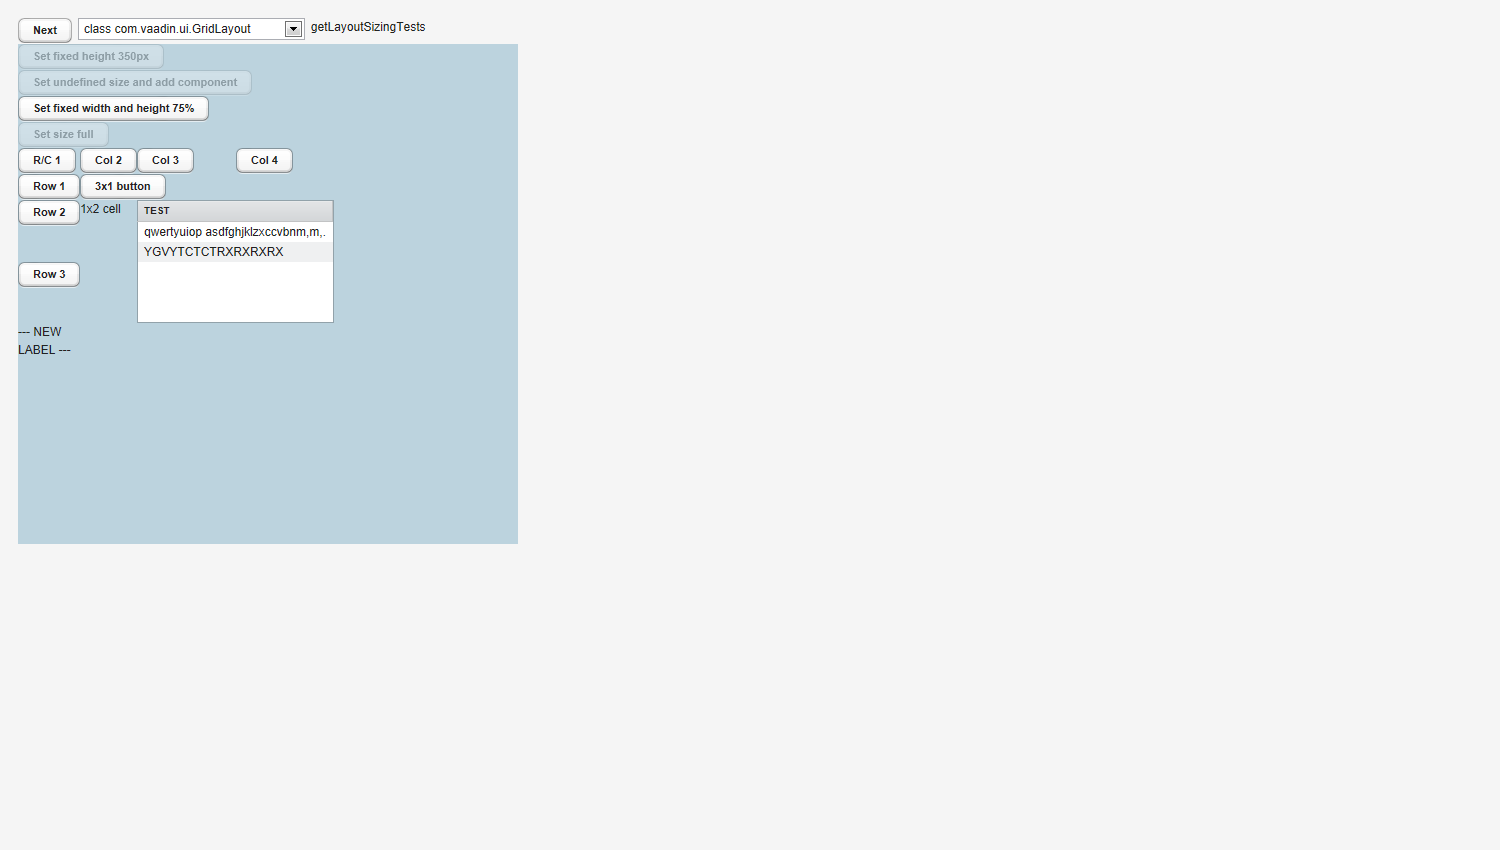 Next class com.vaadin.ui.GridLayout getLayoutSizingTests
Set fixed height 350px
Set undefined size and add component
Set fixed width and height 75%
Set size full
R/C 1 Col 2 Col 3 Col 4
Row 1 3x1 button
Row 2 1x2 cell TEST
qwertyuiop asdfghjklzxccvbnm,m,.
YGVYTCTCTRXRXRXRX
Row 3
--- NEW
LABEL ---